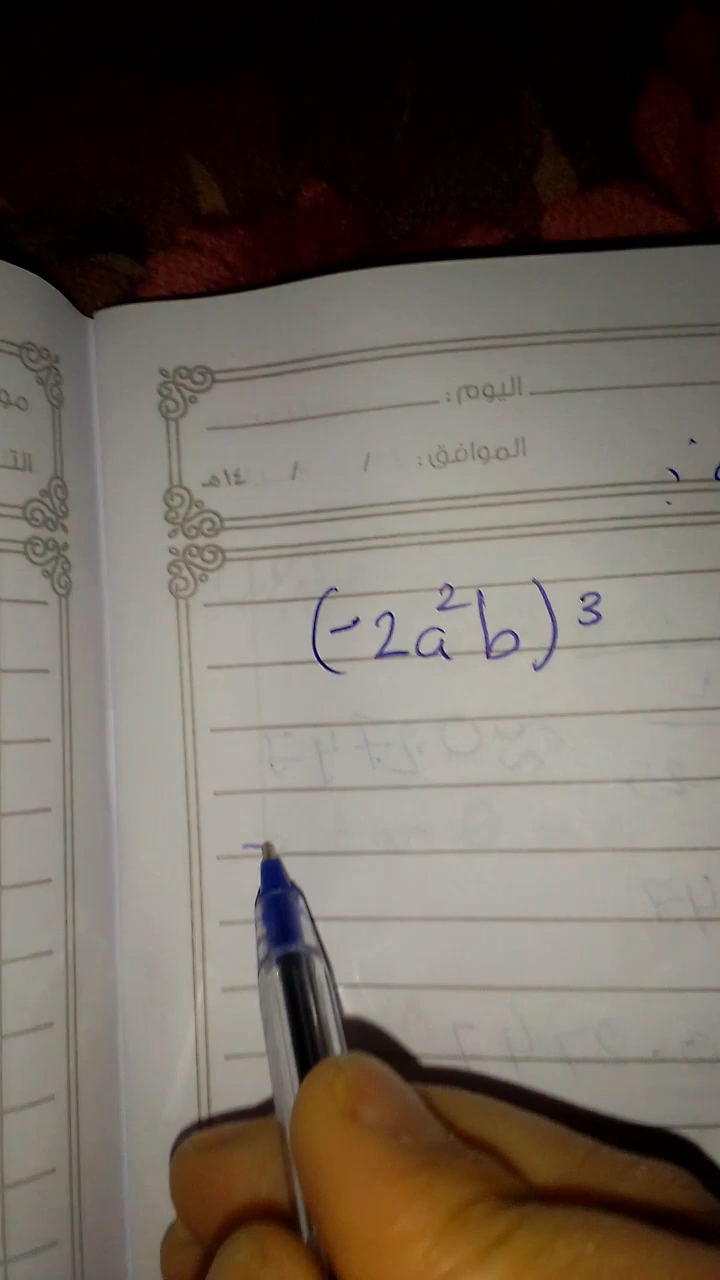 اليوم:
الموافق: / / ١٤هـ
(-2a²b)³
-